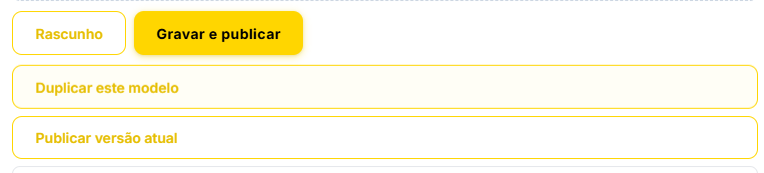 Rascunho
Gravar e publicar
Duplicar este modelo
Publicar versão atual